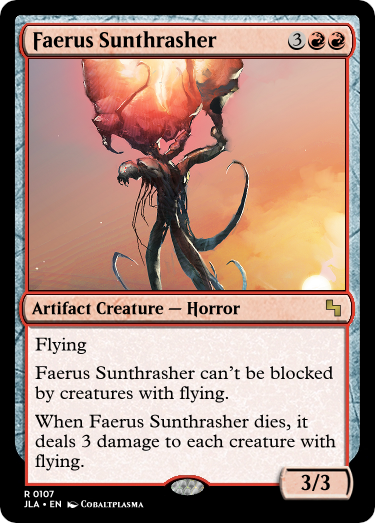 Faerus Sunthrasher 3
Artifact Creature — Horror
Flying
Faerus Sunthrasher can't be blocked
by creatures with flying.
When Faerus Sunthrasher dies, it
deals 3 damage to each creature with
flying.
3/3
R 0107
JLA • EN Cobaltplasma